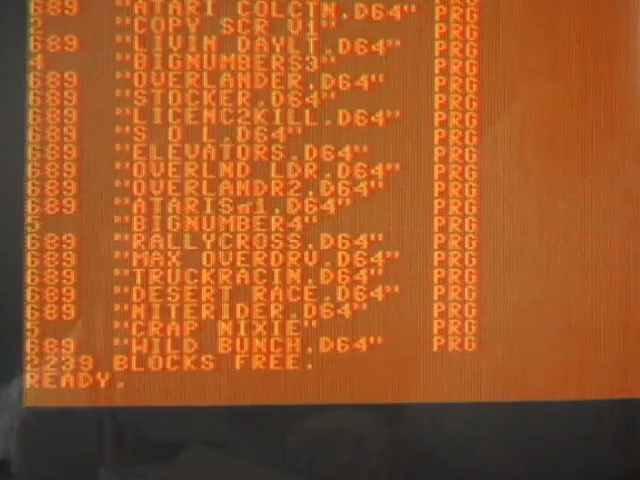 689 "ATARI COLCTN.D64" PRG
2 "COPY SCR V1" PRG
689 "LIVIN DAYLT.D64" PRG
4 "BIGNUMBERS3" PRG
689 "OVERLANDER.D64" PRG
689 "STOCKER.D64" PRG
689 "LICENC2KILL.D64" PRG
689 "S O L.D64" PRG
689 "ELEVATORS.D64" PRG
689 "OVERLND LDR.D64" PRG
689 "OVERLANDR2.D64" PRG
689 "ATARIS.D64" PRG
5 "BIGNUMBER4" PRG
689 "RALLYCROSS.D64" PRG
689 "MAX OVERDRV.D64" PRG
689 "TRUCKRACIN.D64" PRG
689 "DESERT RACE.D64" PRG
689 "NITERIDER.D64" PRG
5 "CRAP NIXIE" PRG
689 "WILD BUNCH.D64" PRG
3239 BLOCKS FREE.
READY.